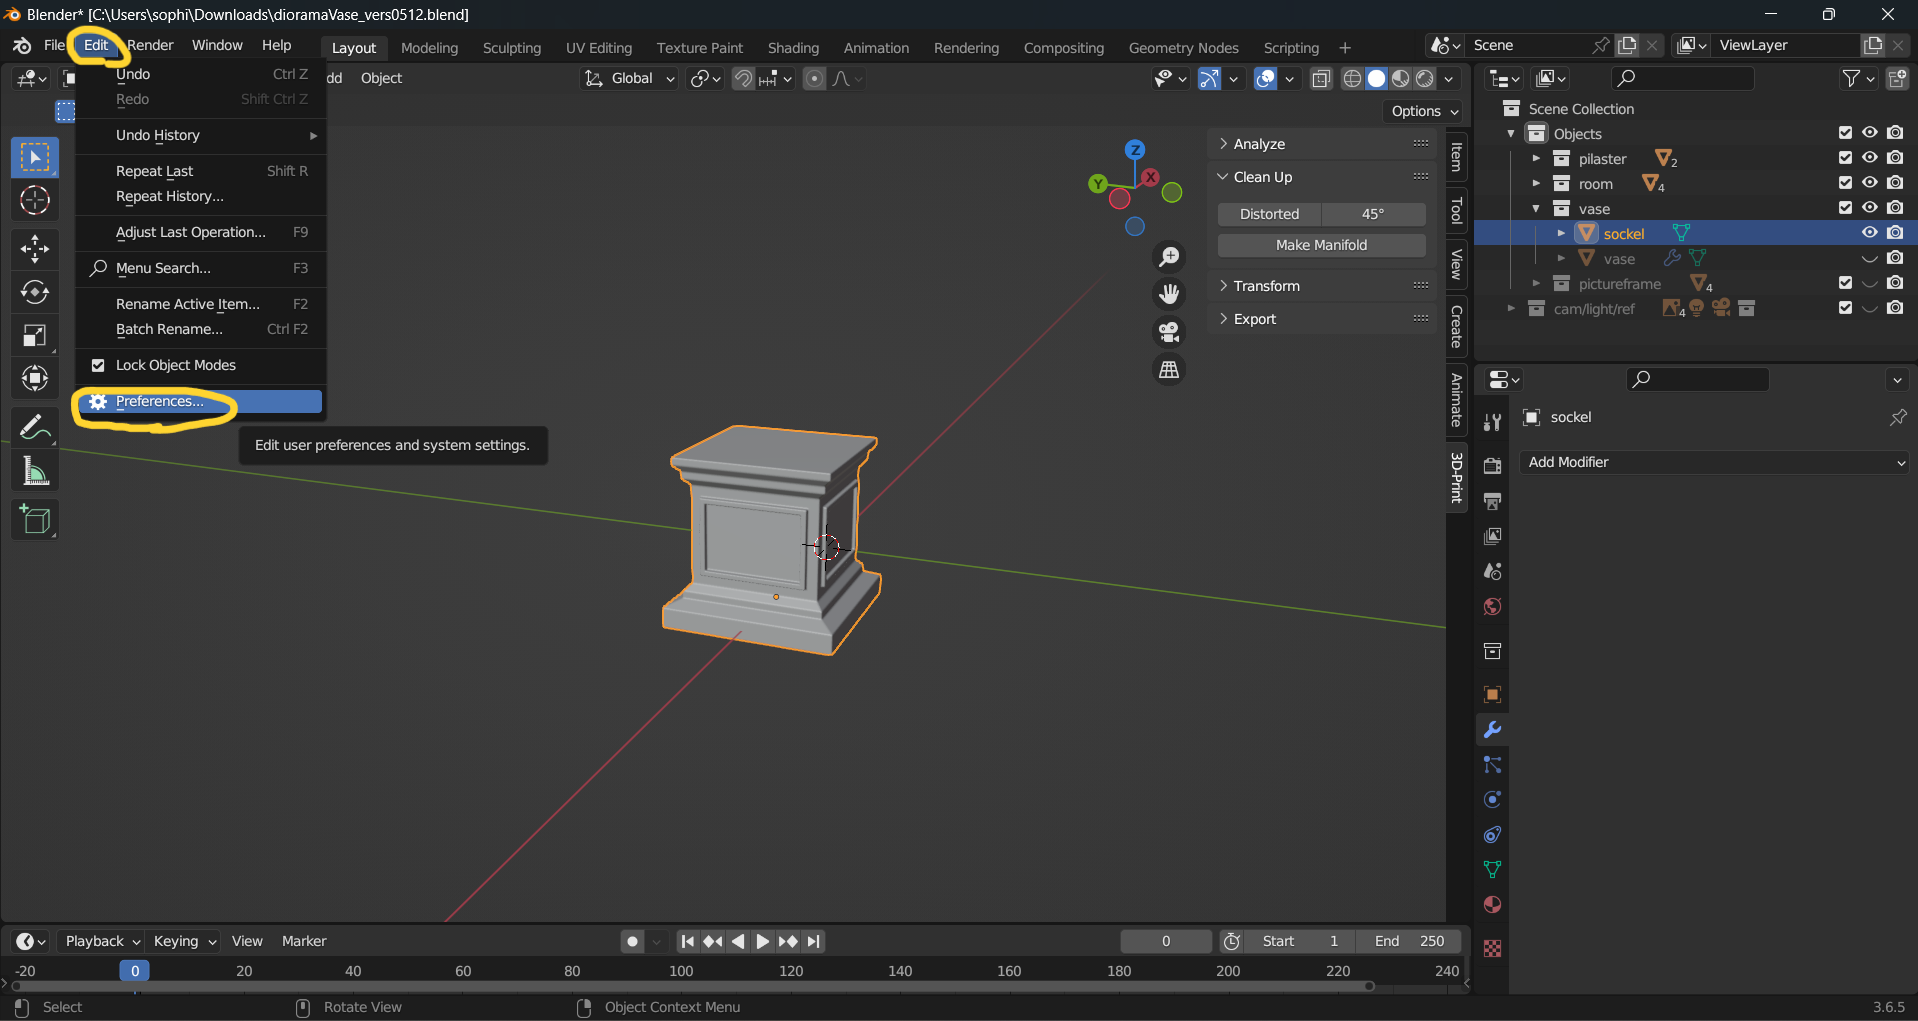 Blender* [C:\Users\sophi\Downloads\dioramaVase_vers0512.blend]
File Edit Render Window Help Layout Modeling Sculpting UV Editing Texture Paint Shading Animation Rendering Compositing Geometry Nodes Scripting + Scene ViewLayer
dd Object Global
Options
Undo Ctrl Z
Redo Shift Ctrl Z
Undo History
Repeat Last Shift R
Repeat History...
Adjust Last Operation... F9
Menu Search... F3
Rename Active Item... F2
Batch Rename... Ctrl F2
Lock Object Modes
Preferences...
Edit user preferences and system settings.
Z
Y
X
Analyze
Clean Up
Distorted 45°
Make Manifold
Transform
Export
Item
Tool
View
Create
Animate
3D-Print
Scene Collection
Objects
pilaster 2
room 4
vase
sockel
vase
pictureframe 4
cam/light/ref 4
sockel
Add Modifier
Playback Keying View Marker 0 Start 1 End 250
-20 0 20 40 60 80 100 120 140 160 180 200 220 240
Select Rotate View Object Context Menu 3.6.5